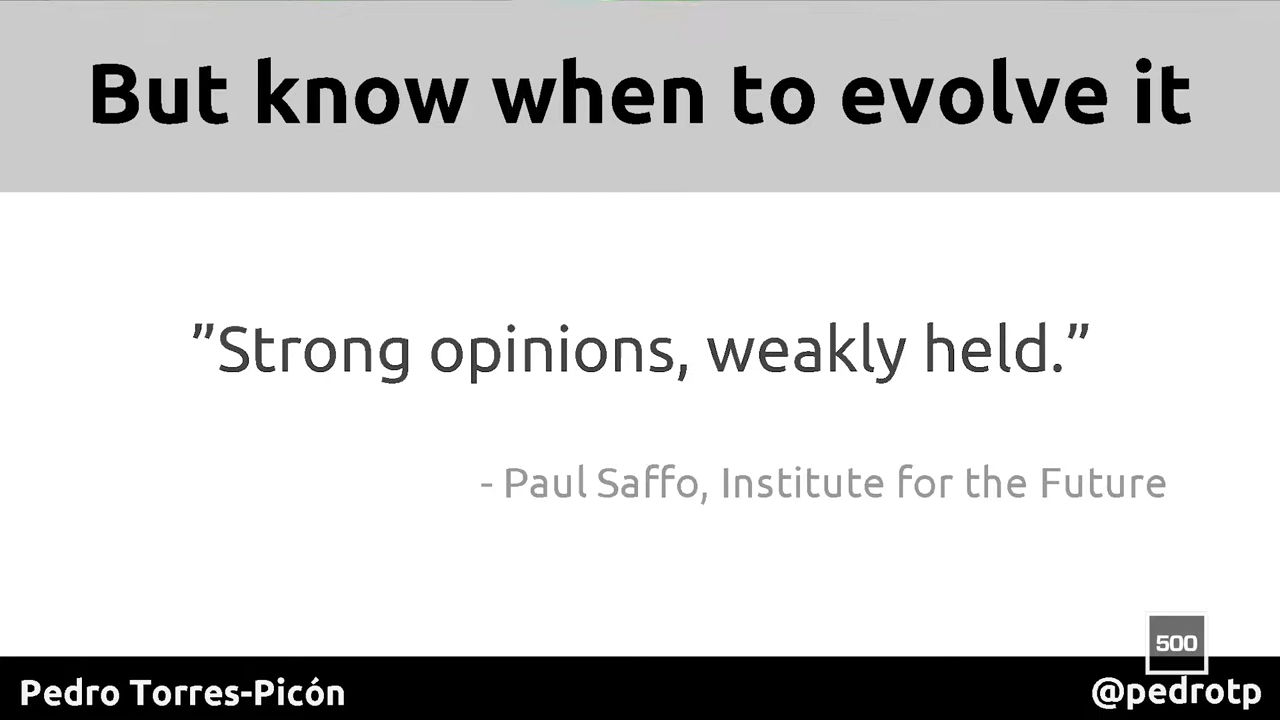 But know when to evolve it
”Strong opinions, weakly held.”
- Paul Saffo, Institute for the Future
500
Pedro Torres-Picón
@pedrotp